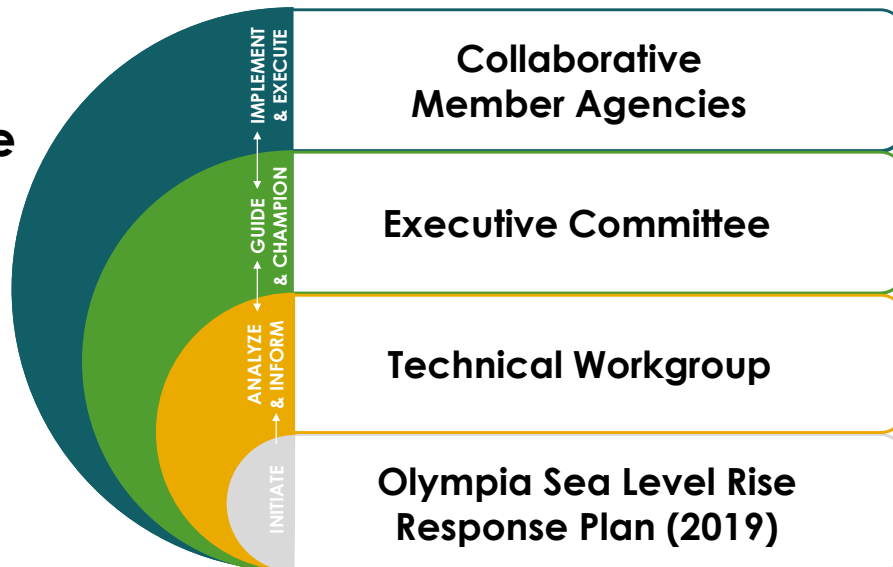 e
IMPLEMENT
& EXECUTE
Collaborative
Member Agencies
GUIDE
& CHAMPION
Executive Committee
ANALYZE
& INFORM
Technical Workgroup
INITIATE
Olympia Sea Level Rise
Response Plan (2019)